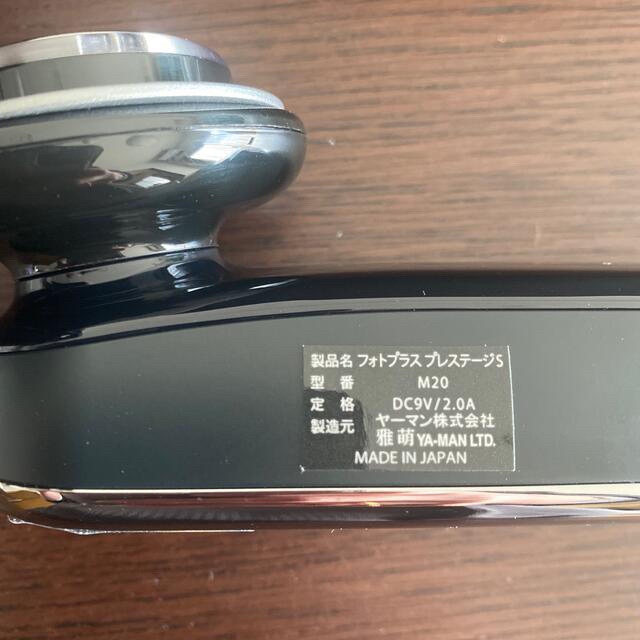 製品名 フォトプラス プレステージS
型番 M20
定格 DC9V/2.0A
製造元 ヤーマン株式会社
雅萌 YA-MAN LTD.
MADE IN JAPAN